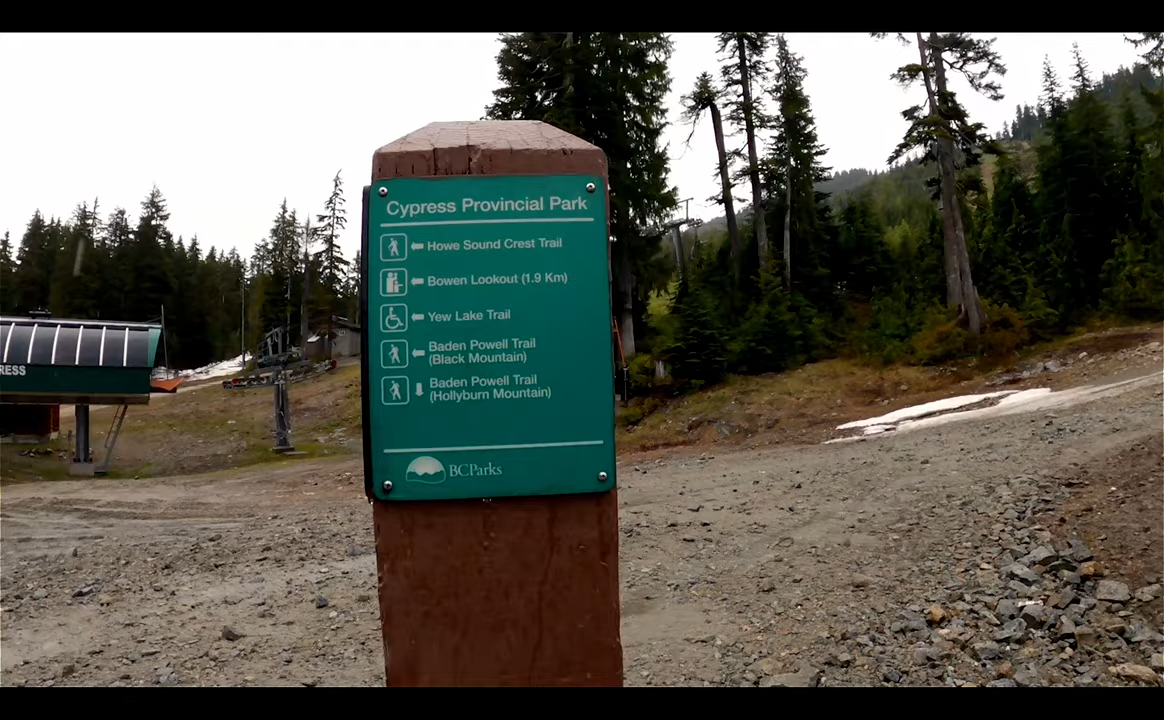 Cypress Provincial Park
Howe Sound Crest Trail
Bowen Lookout (1.9 Km)
Yew Lake Trail
Baden Powell Trail
(Black Mountain)
Baden Powell Trail
(Hollyburn Mountain)
BCParks